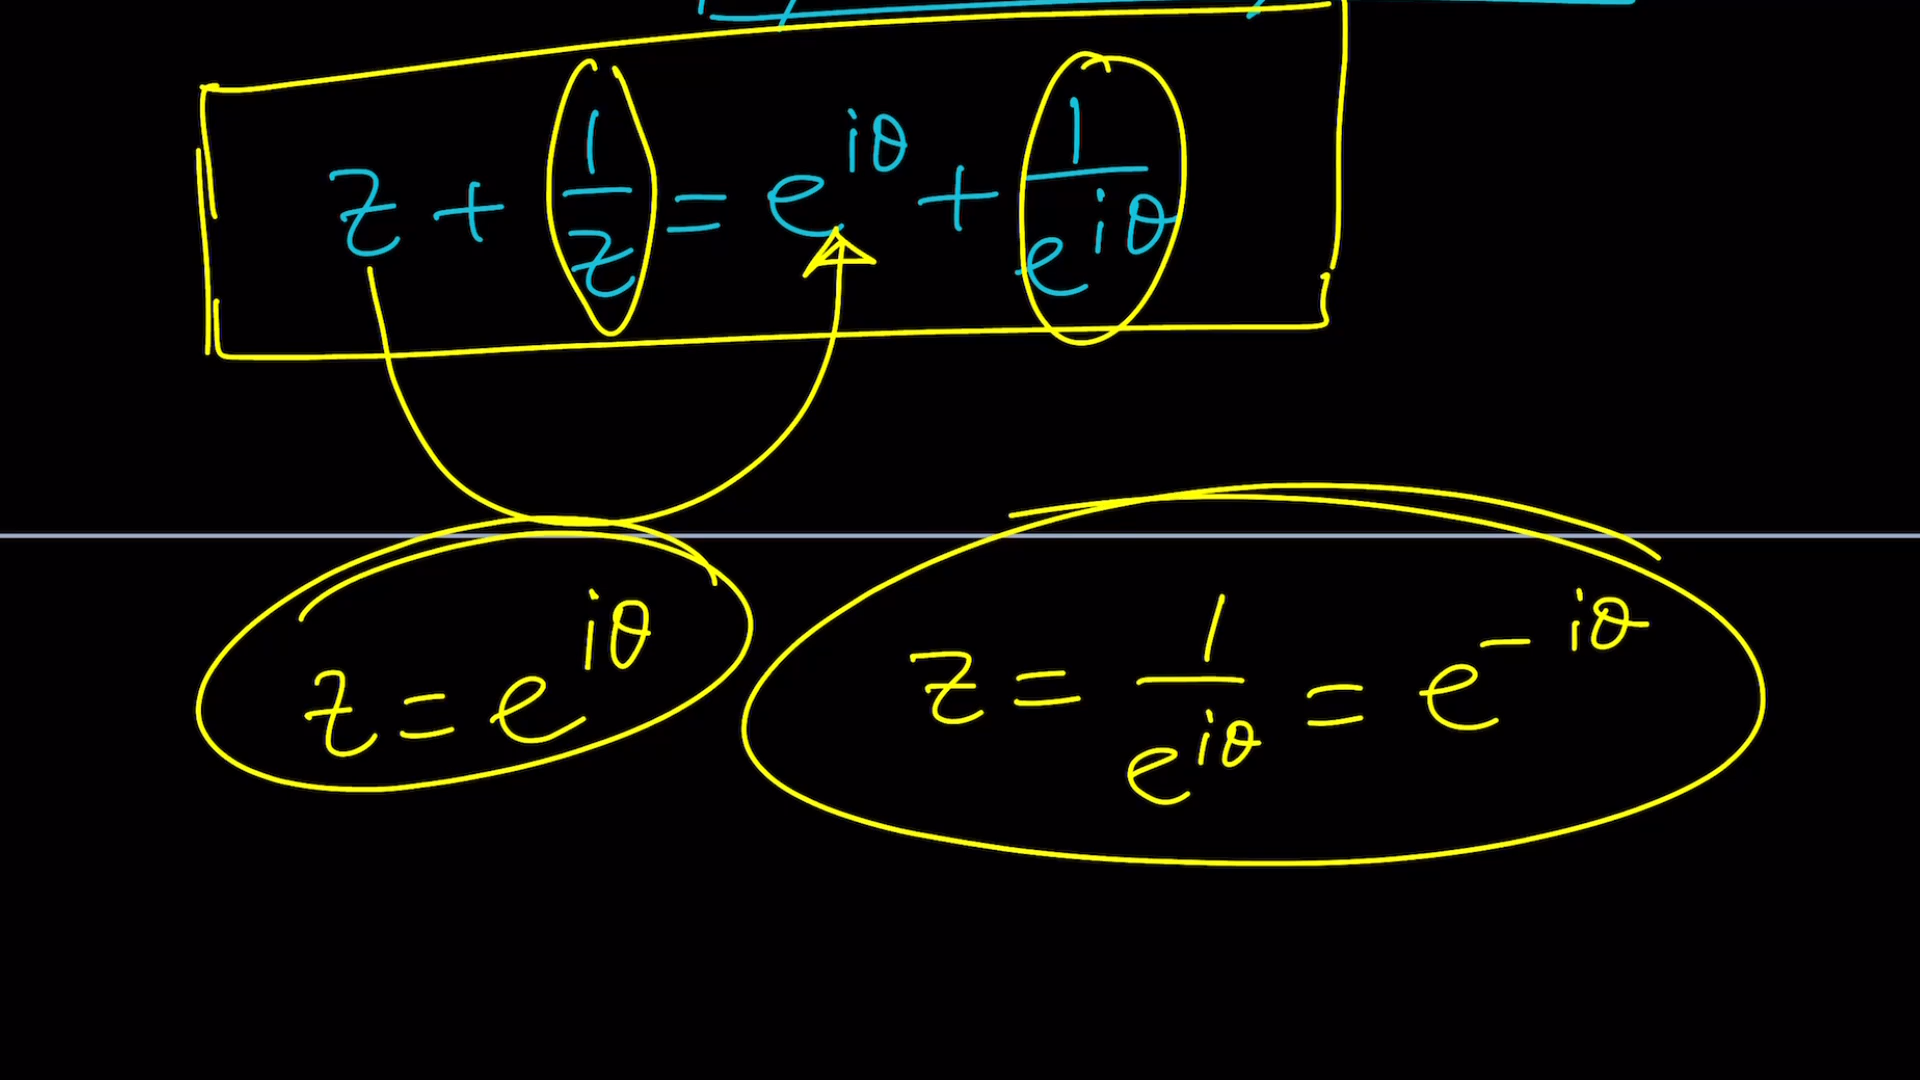 z + 1/z = e^{iθ} + 1/e^{iθ}
z = e^{iθ}
z = 1/e^{iθ} = e^{-iθ}